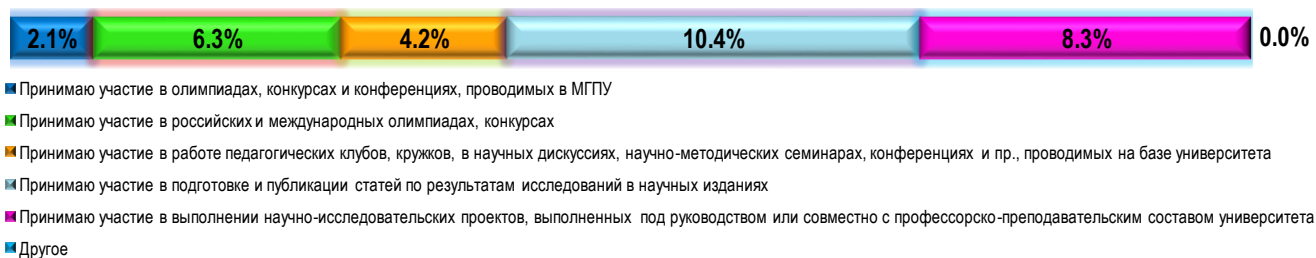 2.1% 6.3% 4.2% 10.4% 8.3% 0.0%
Принимаю участие в олимпиадах, конкурсах и конференциях, проводимых в МГПУ
Принимаю участие в российских и международных олимпиадах, конкурсах
Принимаю участие в работе педагогических клубов, кружков, в научных дискуссиях, научно-методических семинарах, конференциях и пр., проводимых на базе университета
Принимаю участие в подготовке и публикации статей по результатам исследований в научных изданиях
Принимаю участие в выполнении научно-исследовательских проектов, выполненных под руководством или совместно с профессорско-преподавательским составом университета
Другое